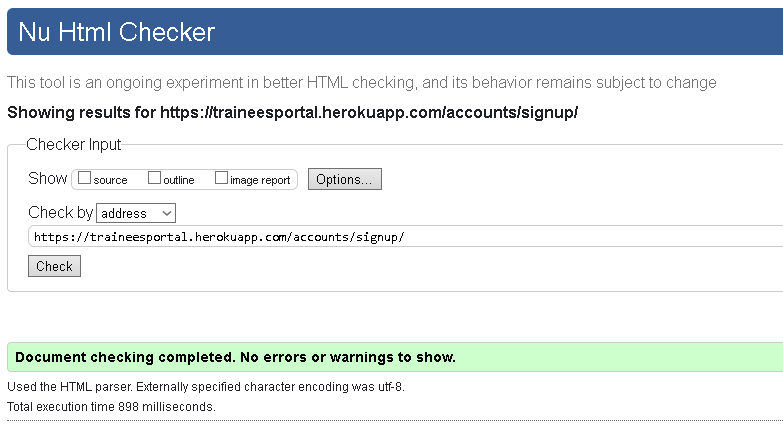 Nu Html Checker
This tool is an ongoing experiment in better HTML checking, and its behavior remains subject to change
Showing results for https://traineesportal.herokuapp.com/accounts/signup/
Checker Input
Show source outline image report Options...
Check by address
https://traineesportal.herokuapp.com/accounts/signup/
Check
Document checking completed. No errors or warnings to show.
Used the HTML parser. Externally specified character encoding was utf-8.
Total execution time 898 milliseconds.